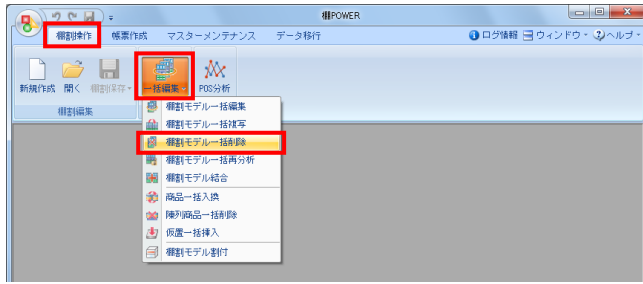 棚POWER
棚割操作 帳票作成 マスターメンテナンス データ移行 ログ情報 ウィンドウ ヘルプ
新規作成 開く 棚割保存 一括編集 POS分析
棚割編集
棚割モデル一括編集
棚割モデル一括複写
棚割モデル一括削除
棚割モデル一括再分析
棚割モデル結合
商品一括入換
陳列商品一括削除
仮置一括挿入
棚割モデル割付